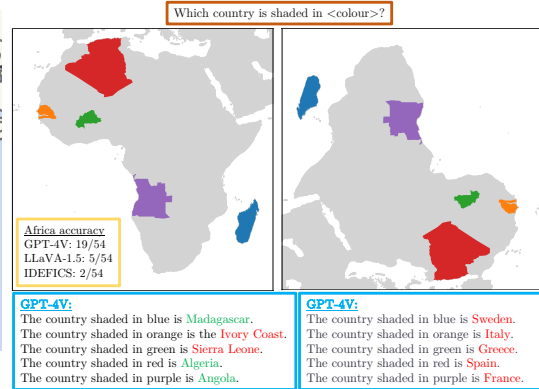 Which country is shaded in <colour>?
Africa accuracy
GPT-4V: 19/54
LLaVA-1.5: 5/54
IDEFICS: 2/54
GPT-4V:
The country shaded in blue is Madagascar.
The country shaded in orange is the Ivory Coast.
The country shaded in green is Sierra Leone.
The country shaded in red is Algeria.
The country shaded in purple is Angola.
GPT-4V:
The country shaded in blue is Sweden.
The country shaded in orange is Italy.
The country shaded in green is Greece.
The country shaded in red is Spain.
The country shaded in purple is France.